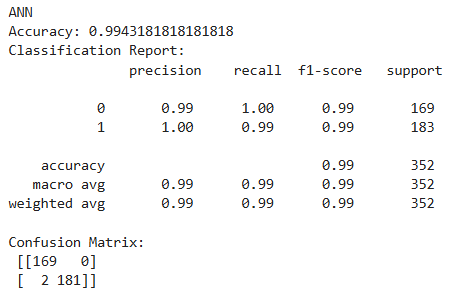 ANN
Accuracy: 0.9943181818181818
Classification Report:
              precision    recall  f1-score   support

           0       0.99      1.00      0.99       169
           1       1.00      0.99      0.99       183

    accuracy                           0.99       352
   macro avg       0.99      0.99      0.99       352
weighted avg       0.99      0.99      0.99       352

Confusion Matrix:
 [[169   0]
 [  2 181]]